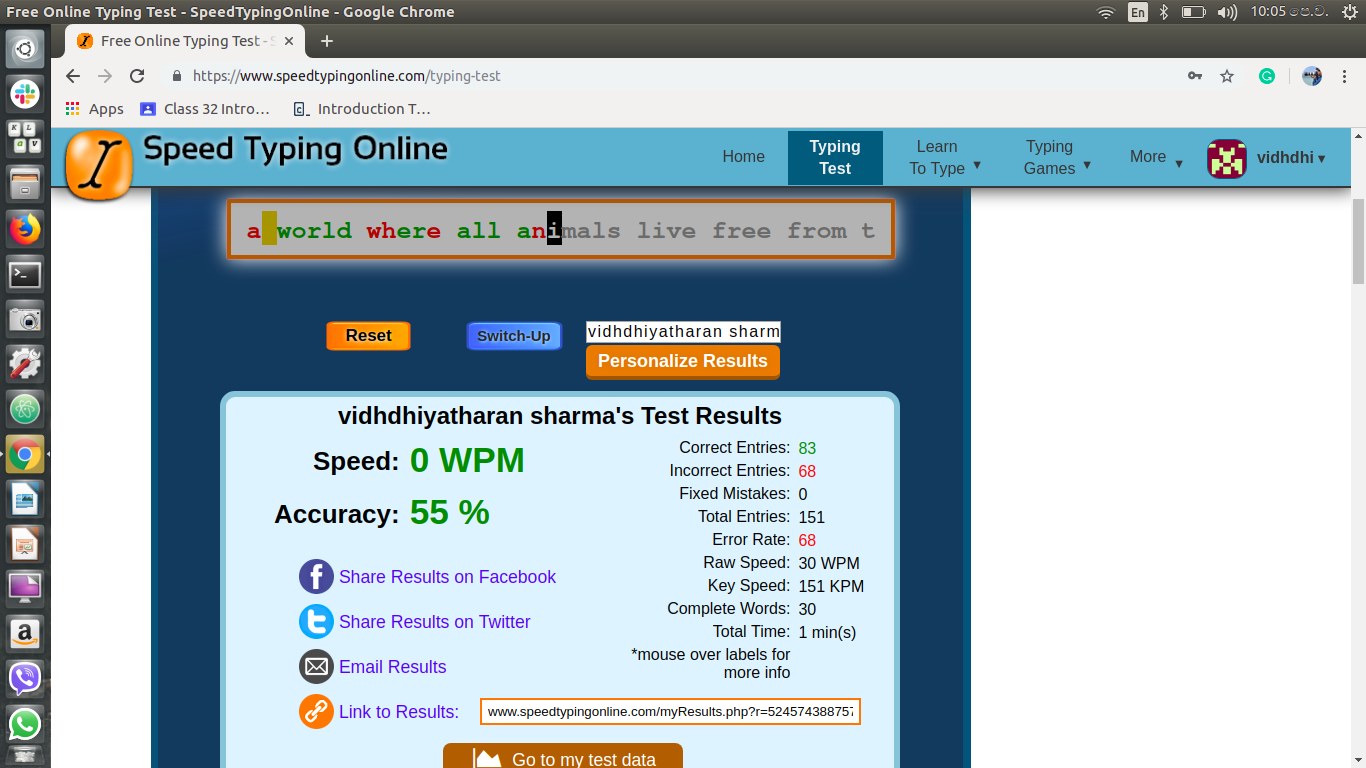 Free Online Typing Test - SpeedTypingOnline - Google Chrome
En
10:05 පෙ.ව.
Free Online Typing Test - S
https://www.speedtypingonline.com/typing-test
Apps
Class 32 Intro...
Introduction T...
Speed Typing Online
Home
Typing
Test
Learn
To Type
Typing
Games
More
vidhdhi
a world where all animals live free from t
Reset
Switch-Up
vidhdhiyatharan sharm
Personalize Results
vidhdhiyatharan sharma's Test Results
Speed: 0 WPM
Accuracy: 55 %
Correct Entries: 83
Incorrect Entries: 68
Fixed Mistakes: 0
Total Entries: 151
Error Rate: 68
Raw Speed: 30 WPM
Key Speed: 151 KPM
Complete Words: 30
Total Time: 1 min(s)
*mouse over labels for
more info
Share Results on Facebook
Share Results on Twitter
Email Results
Link to Results: www.speedtypingonline.com/myResults.php?r=524574388757
Go to my test data